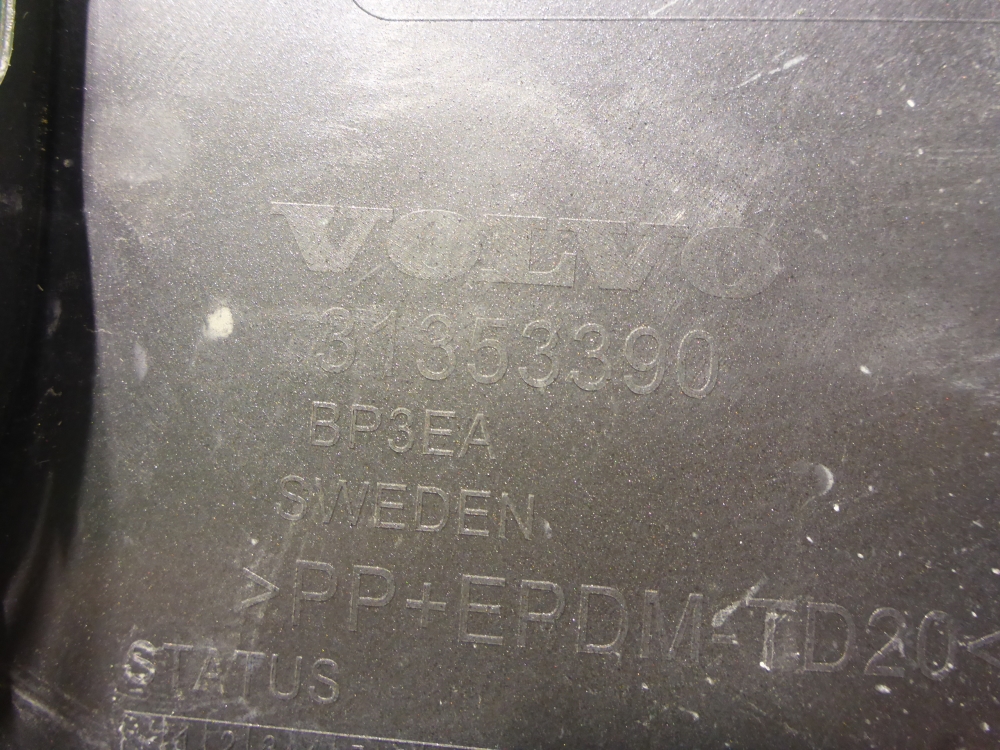 VOLVO
31353390
BP3EA
SWEDEN
>PP+EPDM-TD20<
STATUS